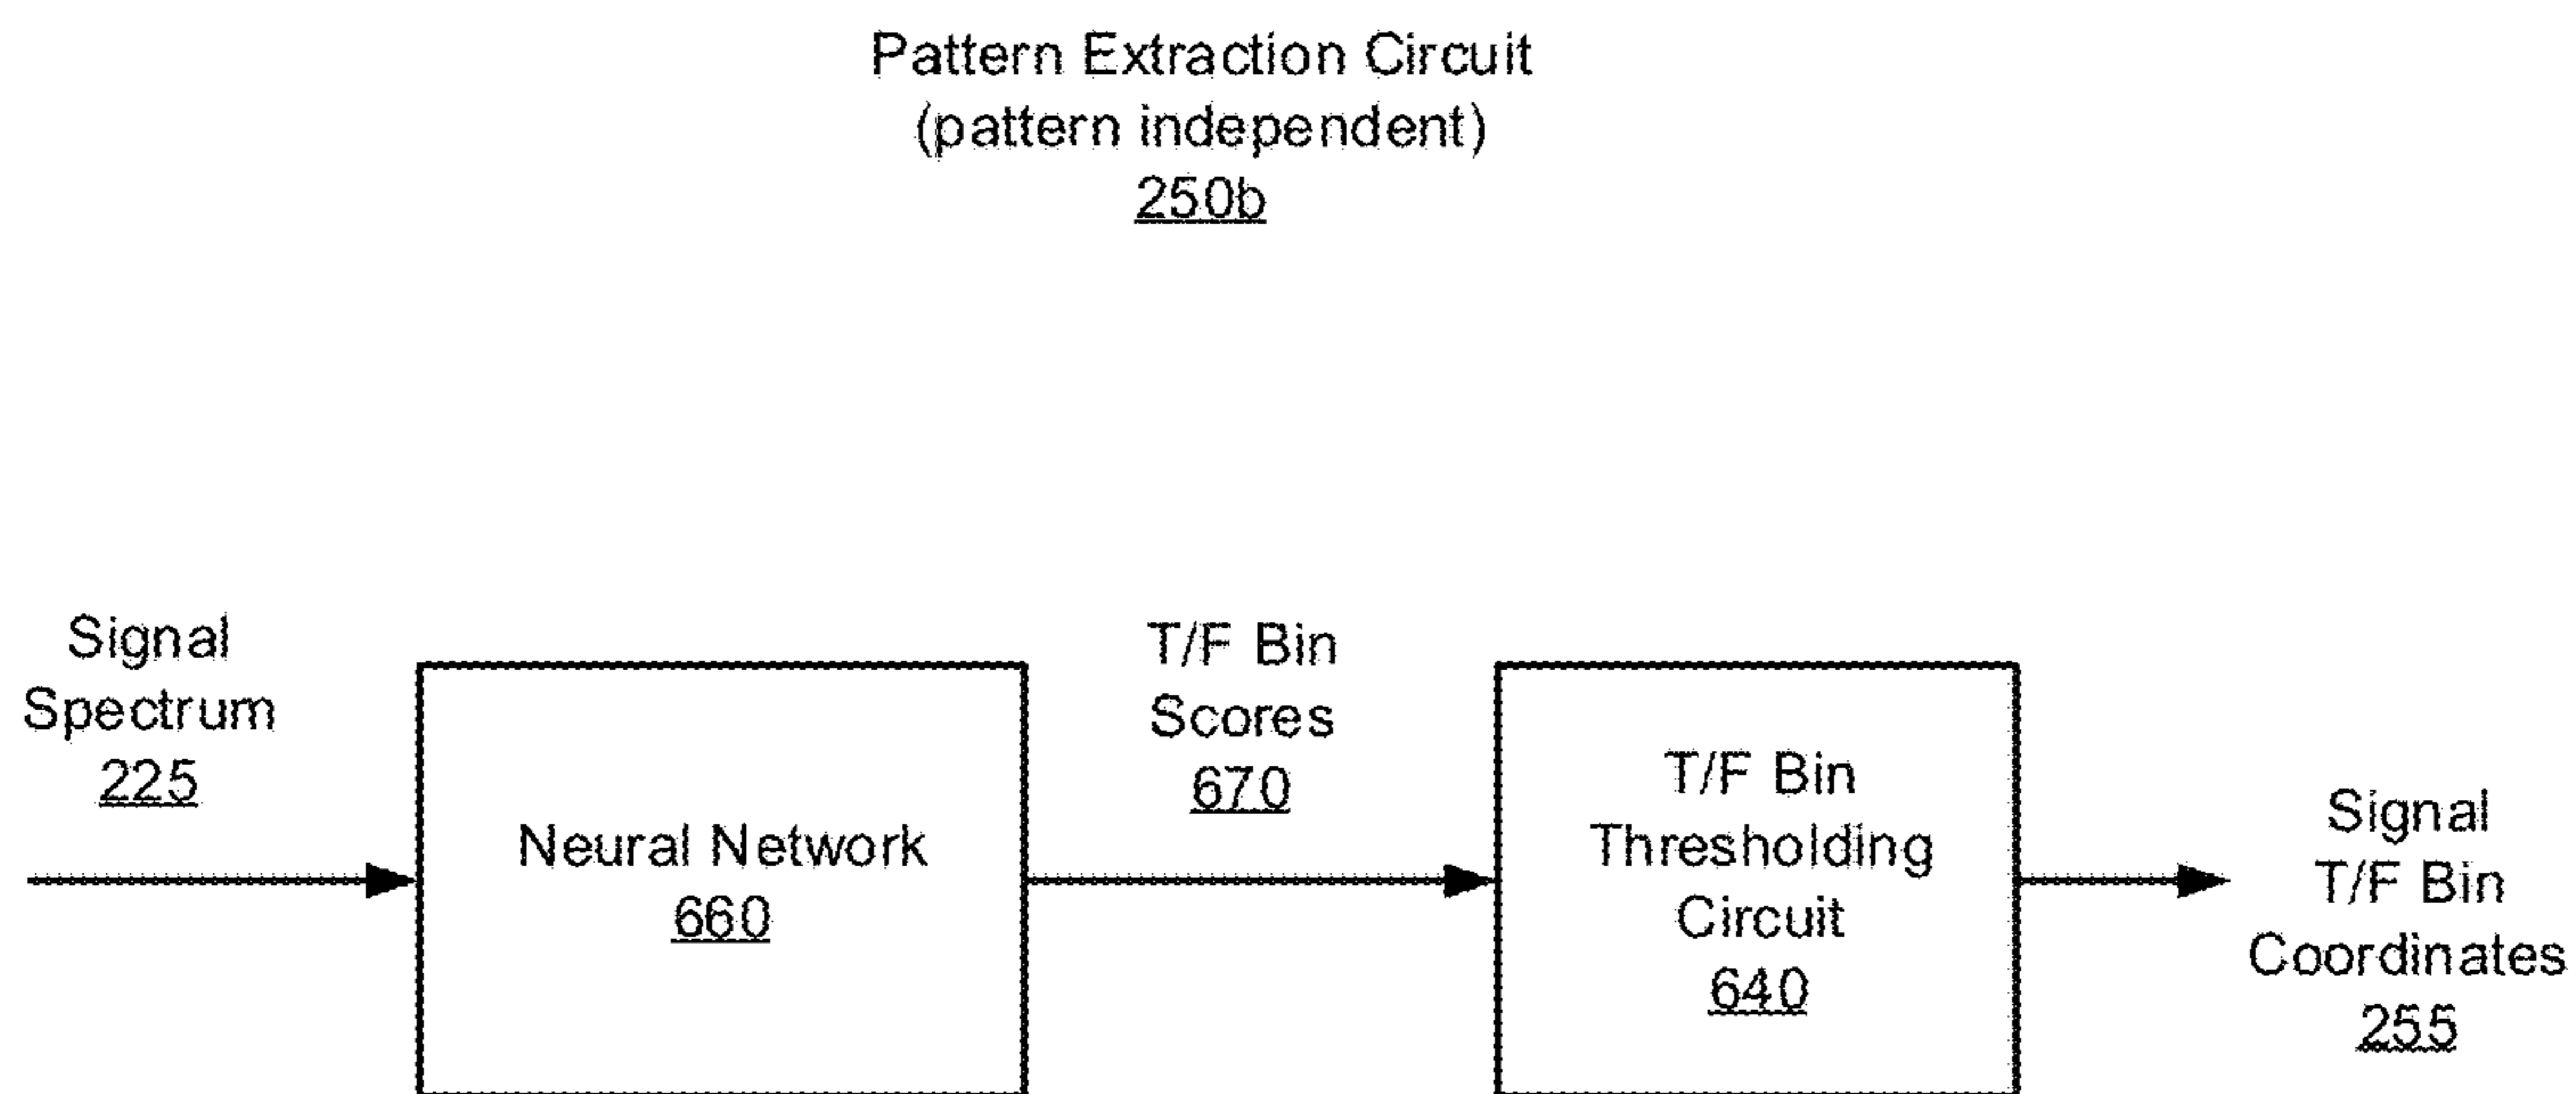 Pattern Extraction Circuit
(pattern independent)
250b
Signal
Spectrum
225
Neural Network
660
T/F Bin
Scores
670
T/F Bin
Thresholding
Circuit
640
Signal
T/F Bin
Coordinates
255